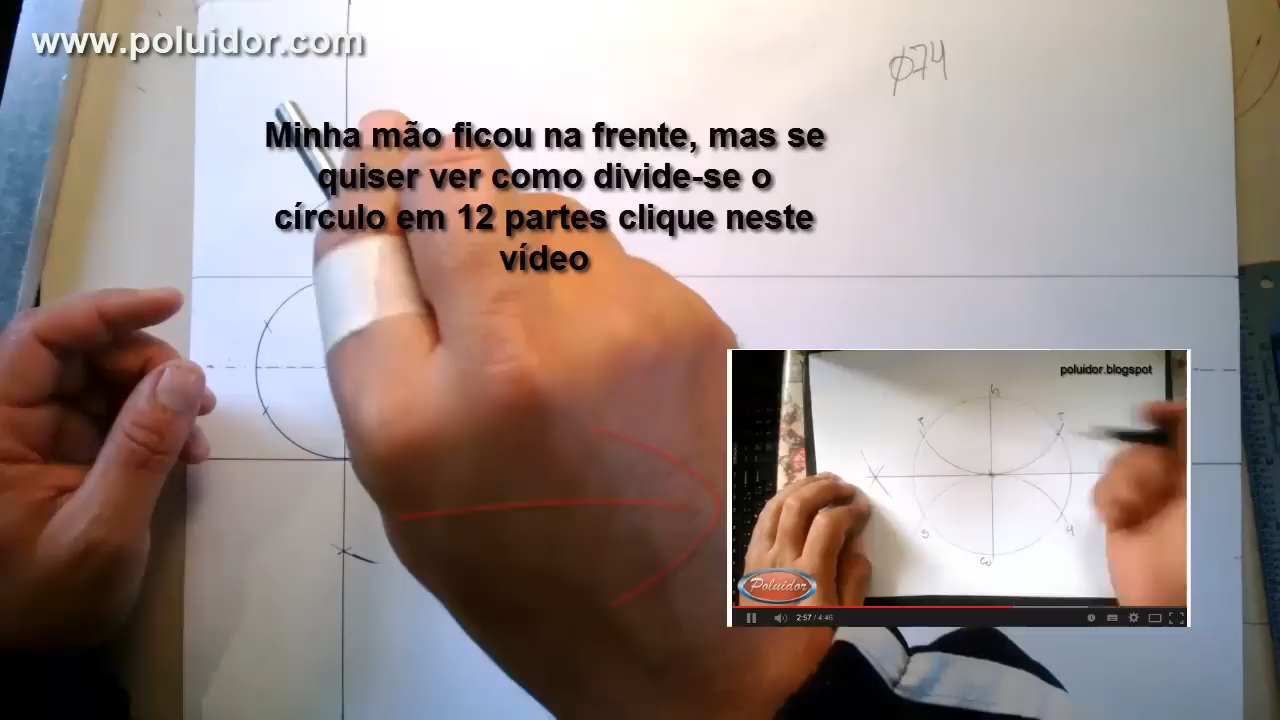 www.poluidor.com
ø74
Minha mão ficou na frente, mas se
quiser ver como divide-se o
círculo em 12 partes clique neste
vídeo
poluidor.blogspot
Poluidor
2:57 / 4:46